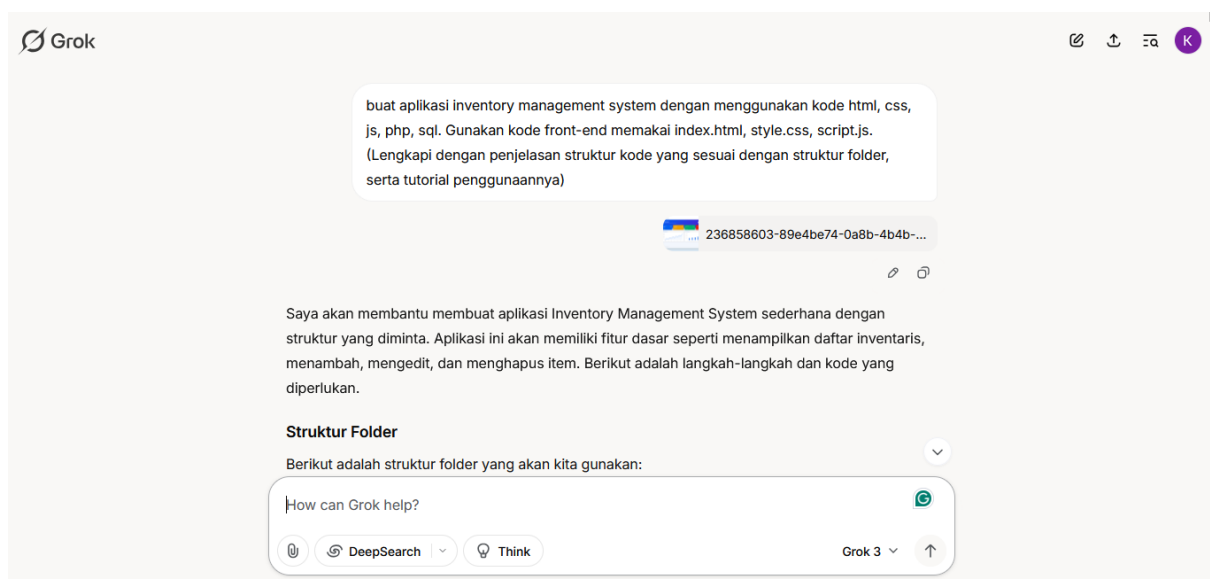 Grok
K
buat aplikasi inventory management system dengan menggunakan kode html, css,
js, php, sql. Gunakan kode front-end memakai index.html, style.css, script.js.
(Lengkapi dengan penjelasan struktur kode yang sesuai dengan struktur folder,
serta tutorial penggunaannya)
236858603-89e4be74-0a8b-4b4b-...
Saya akan membantu membuat aplikasi Inventory Management System sederhana dengan
struktur yang diminta. Aplikasi ini akan memiliki fitur dasar seperti menampilkan daftar inventaris,
menambah, mengedit, dan menghapus item. Berikut adalah langkah-langkah dan kode yang
diperlukan.
Struktur Folder
Berikut adalah struktur folder yang akan kita gunakan:
How can Grok help?
DeepSearch
Think
Grok 3